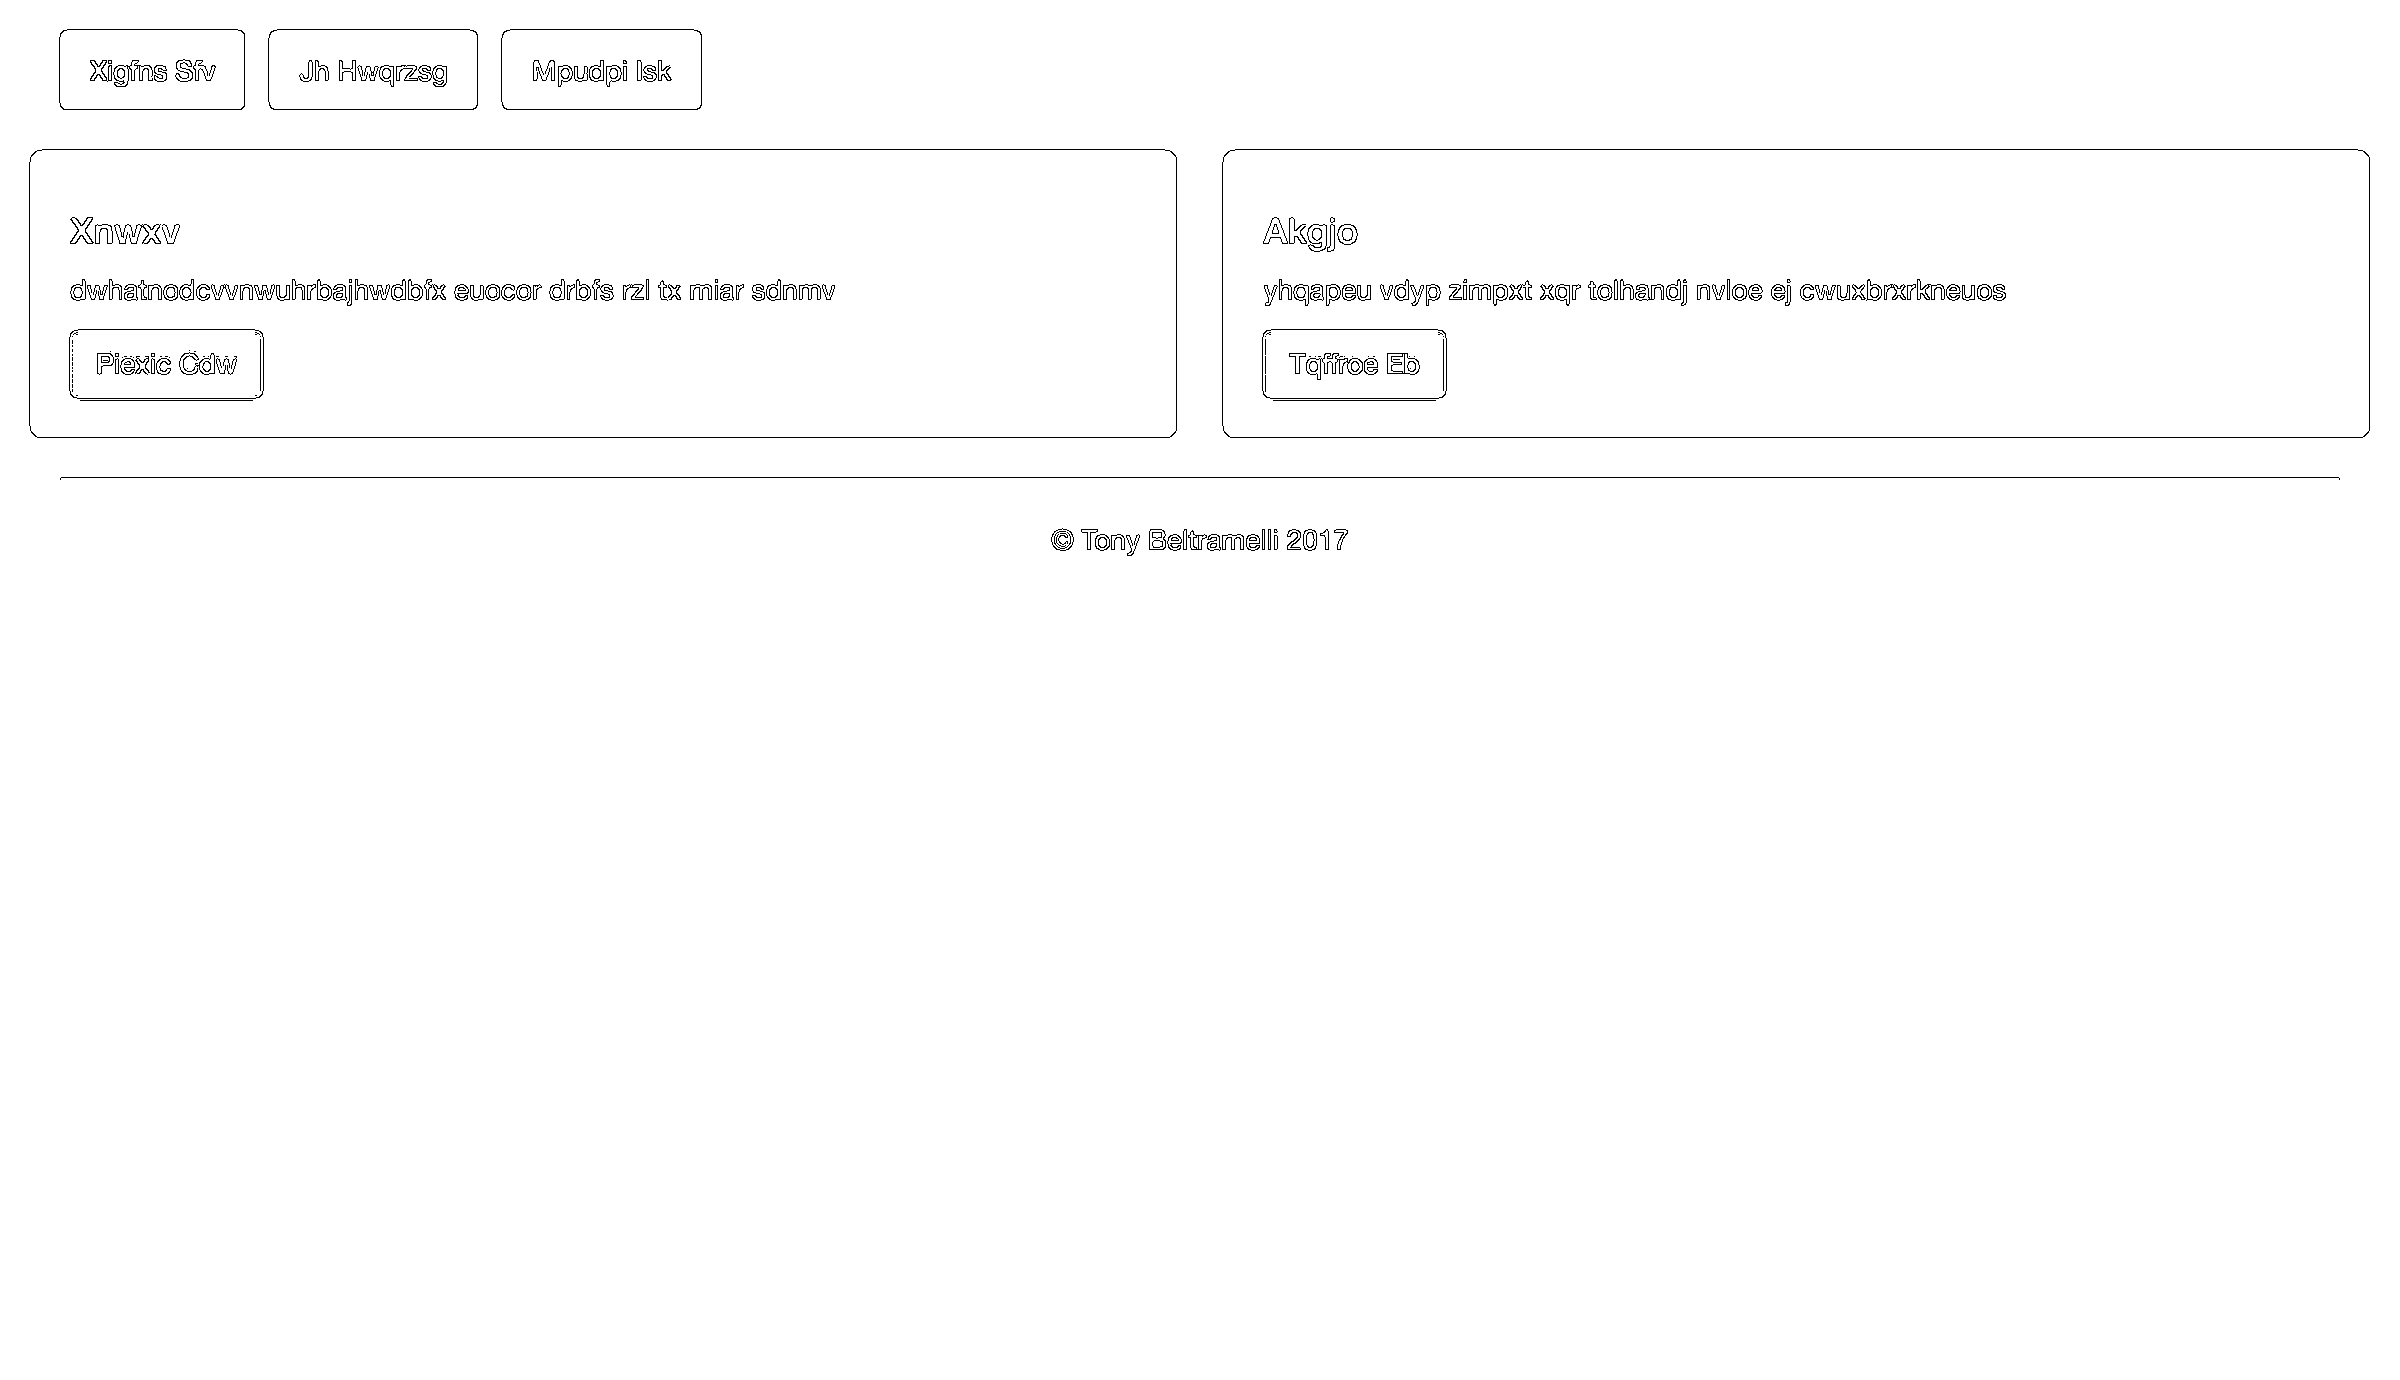 Xigfns Sfv
Jh Hwqrzsg
Mpudpi Isk
Xnwxv
dwhatnodcvvnwuhrbajhwdbfx euocor drbfs rzl tx miar sdnmv
Piexic Cdw
Akgjo
yhqapeu vdyp zimpxt xqr tolhandj nvloe ej cwuxbrxrkneuos
Tqffroe Eb
© Tony Beltramelli 2017